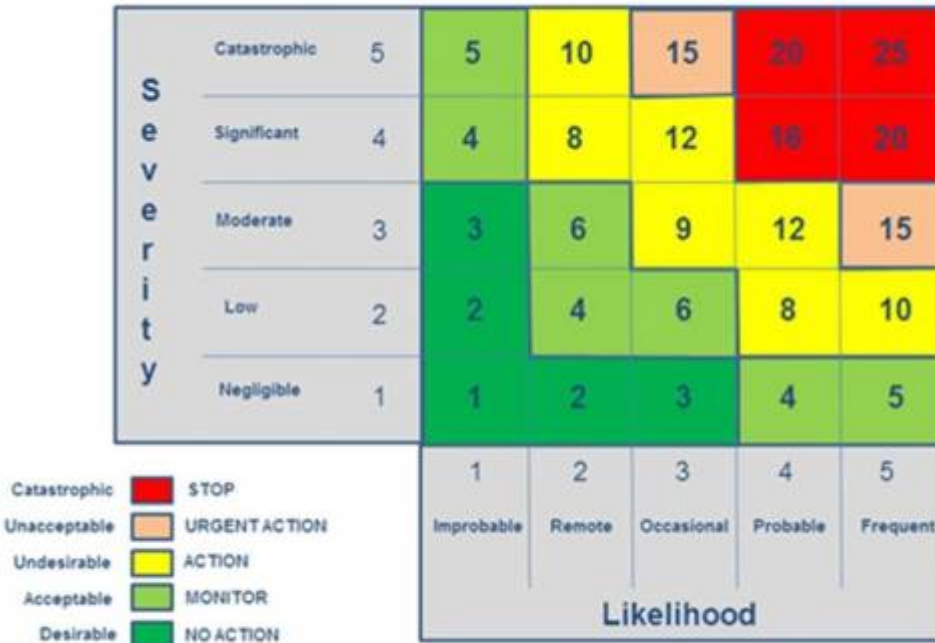 Severity
Catastrophic 5 5 10 15 20 25
Significant 4 4 8 12 16 20
Moderate 3 3 6 9 12 15
Low 2 2 4 6 8 10
Negligible 1 1 2 3 4 5
1 2 3 4 5
Improbable Remote Occasional Probable Frequent
Likelihood
Catastrophic STOP
Unacceptable URGENT ACTION
Undesirable ACTION
Acceptable MONITOR
Desirable NO ACTION